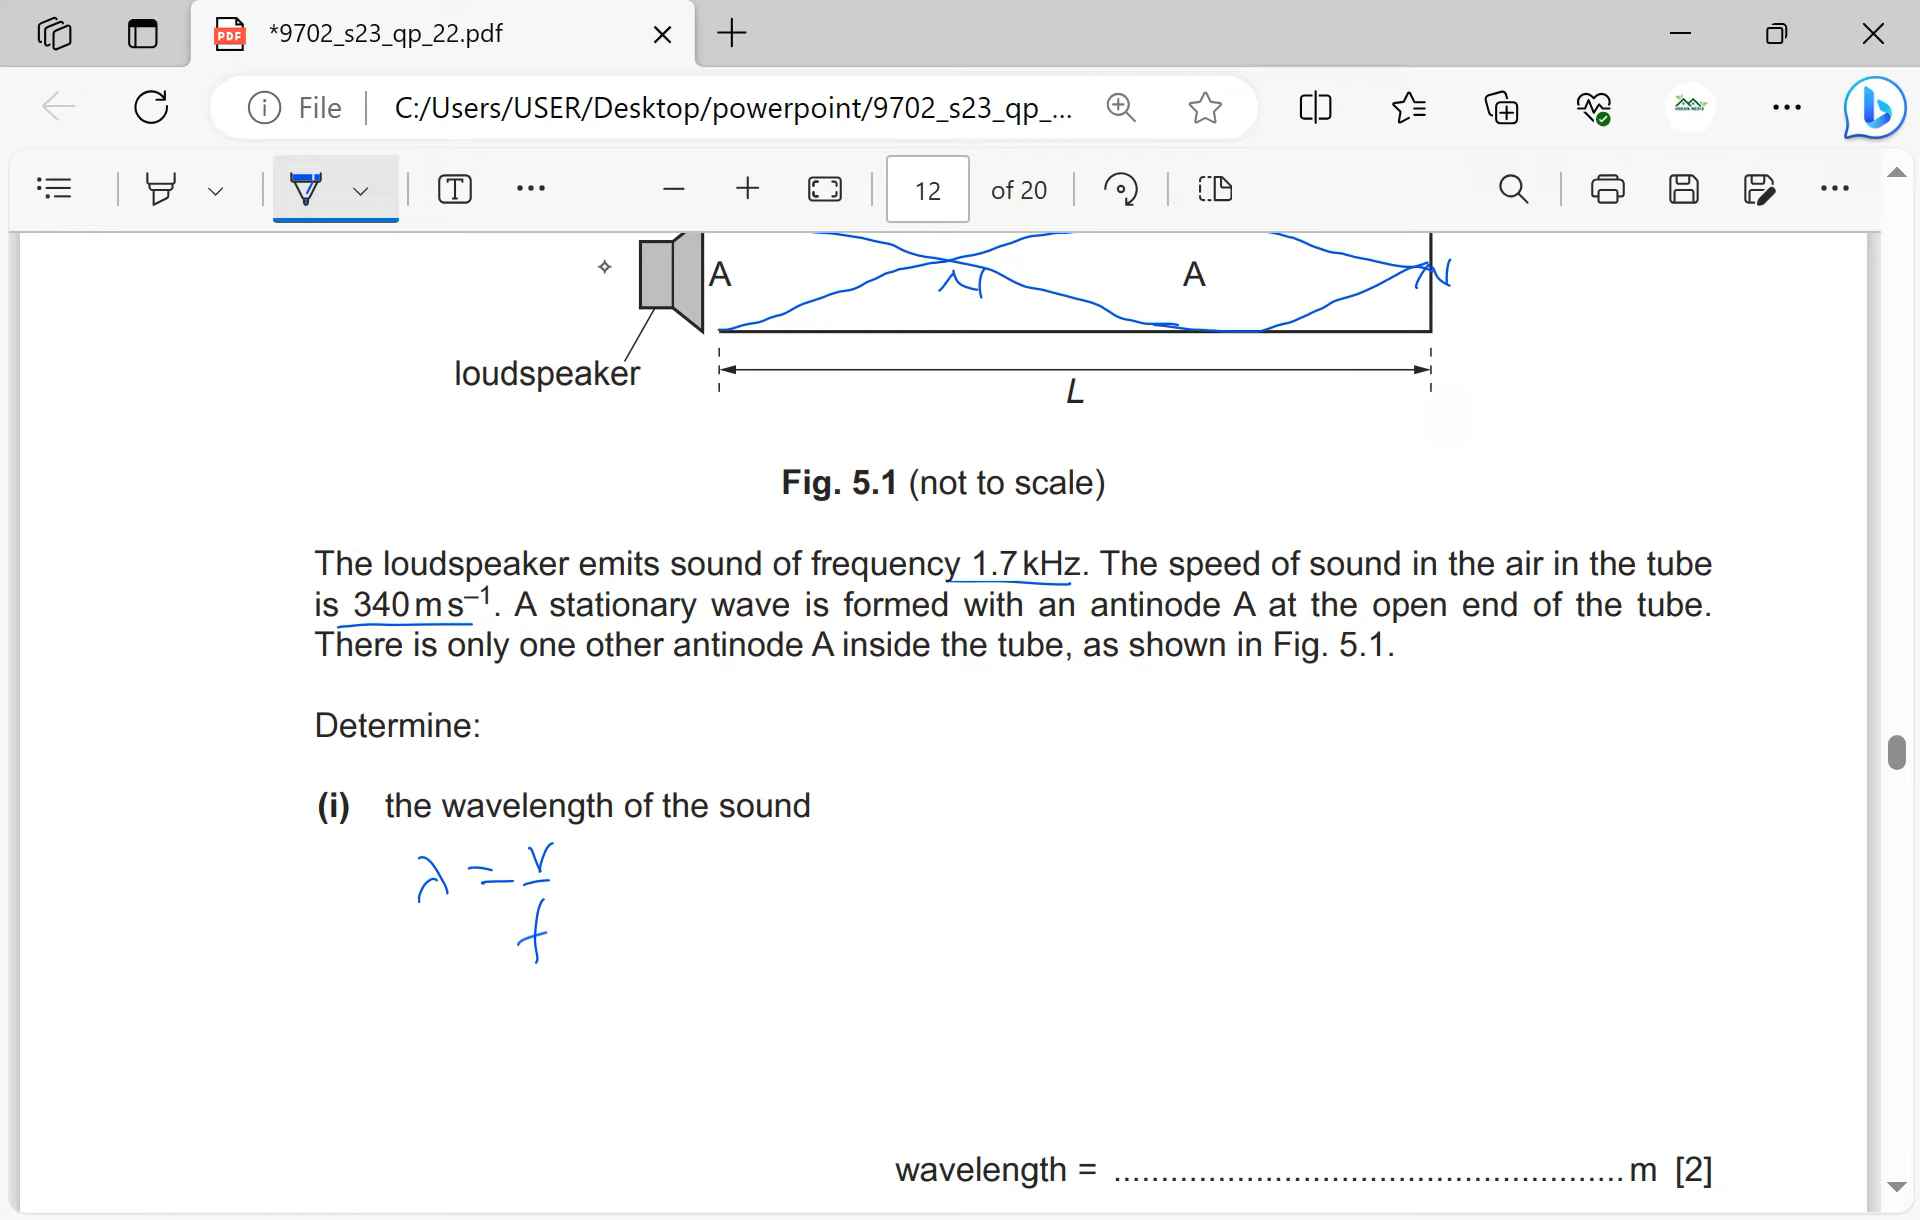 *9702_s23_qp_22.pdf
File C:/Users/USER/Desktop/powerpoint/9702_s23_qp_...
12 of 20
A N A N
loudspeaker
L
Fig. 5.1 (not to scale)
The loudspeaker emits sound of frequency 1.7 kHz. The speed of sound in the air in the tube
is 340 m s⁻¹. A stationary wave is formed with an antinode A at the open end of the tube.
There is only one other antinode A inside the tube, as shown in Fig. 5.1.
Determine:
(i) the wavelength of the sound
λ = v
f
wavelength = ...................................................... m [2]